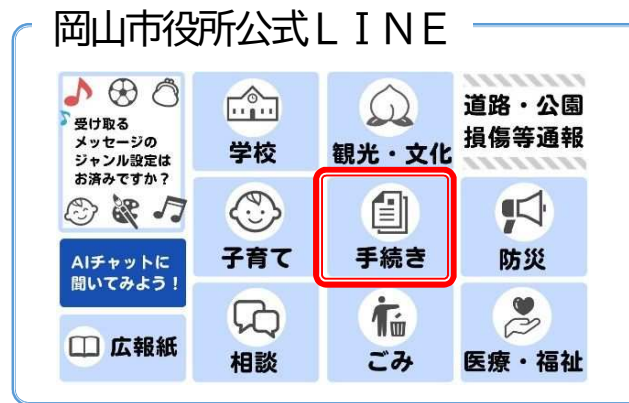 岡山市役所公式ＬＩＮＥ
受け取る
メッセージの
ジャンル設定は
お済みですか？
学校
観光・文化
道路・公園
損傷等通報
AIチャットに
聞いてみよう！
子育て
手続き
防災
広報紙
相談
ごみ
医療・福祉